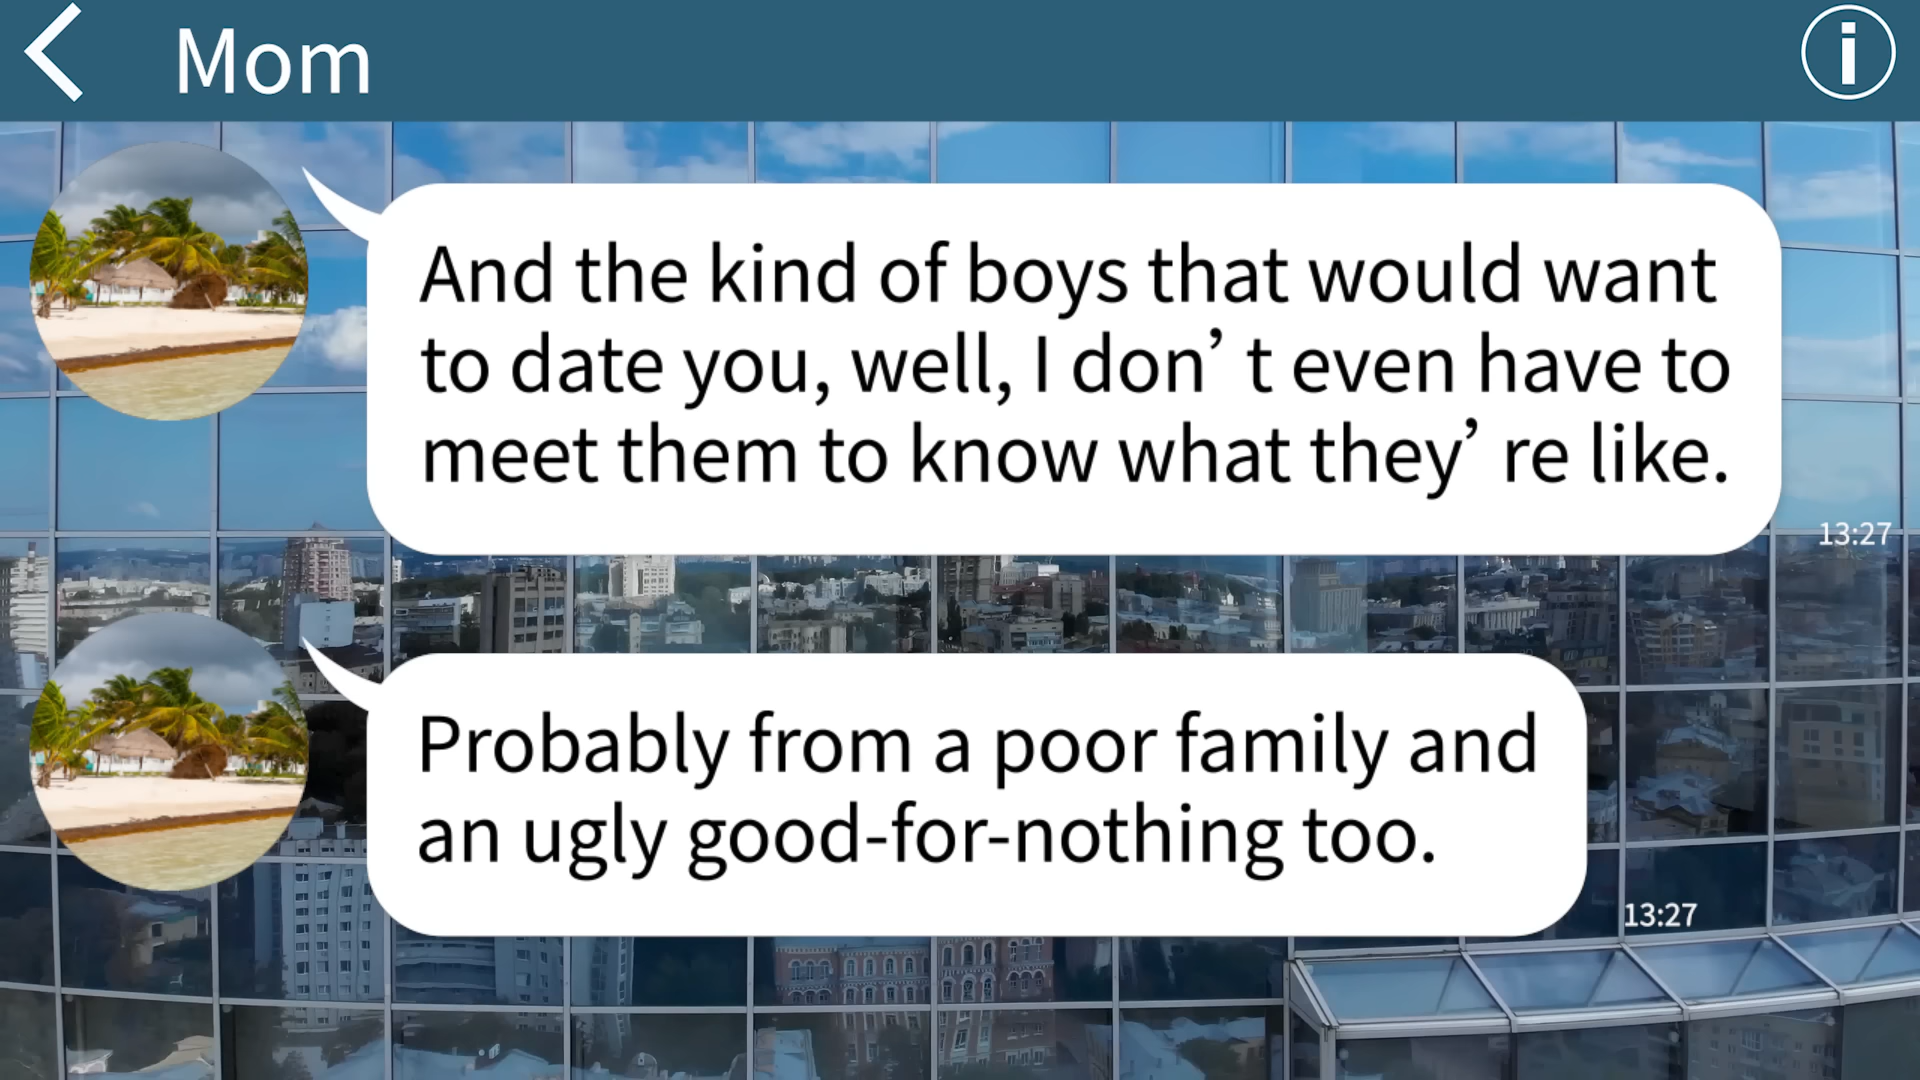 Mom
And the kind of boys that would want
to date you, well, I don’ t even have to
meet them to know what they’ re like.
13:27
Probably from a poor family and
an ugly good-for-nothing too.
13:27